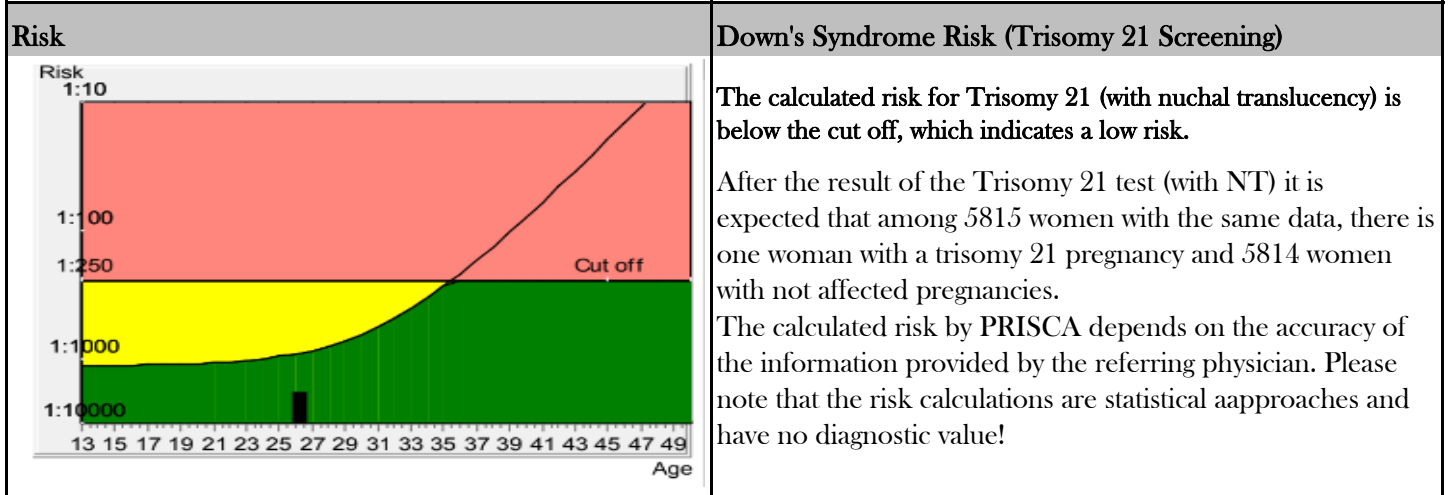 Risk
Down's Syndrome Risk (Trisomy 21 Screening)
Risk
1:10
1:100
1:250
Cut off
1:1000
1:10000
13 15 17 19 21 23 25 27 29 31 33 35 37 39 41 43 45 47 49
Age
The calculated risk for Trisomy 21 (with nuchal translucency) is
below the cut off, which indicates a low risk.
After the result of the Trisomy 21 test (with NT) it is
expected that among 5815 women with the same data, there is
one woman with a trisomy 21 pregnancy and 5814 women
with not affected pregnancies.
The calculated risk by PRISCA depends on the accuracy of
the information provided by the referring physician. Please
note that the risk calculations are statistical aapproaches and
have no diagnostic value!